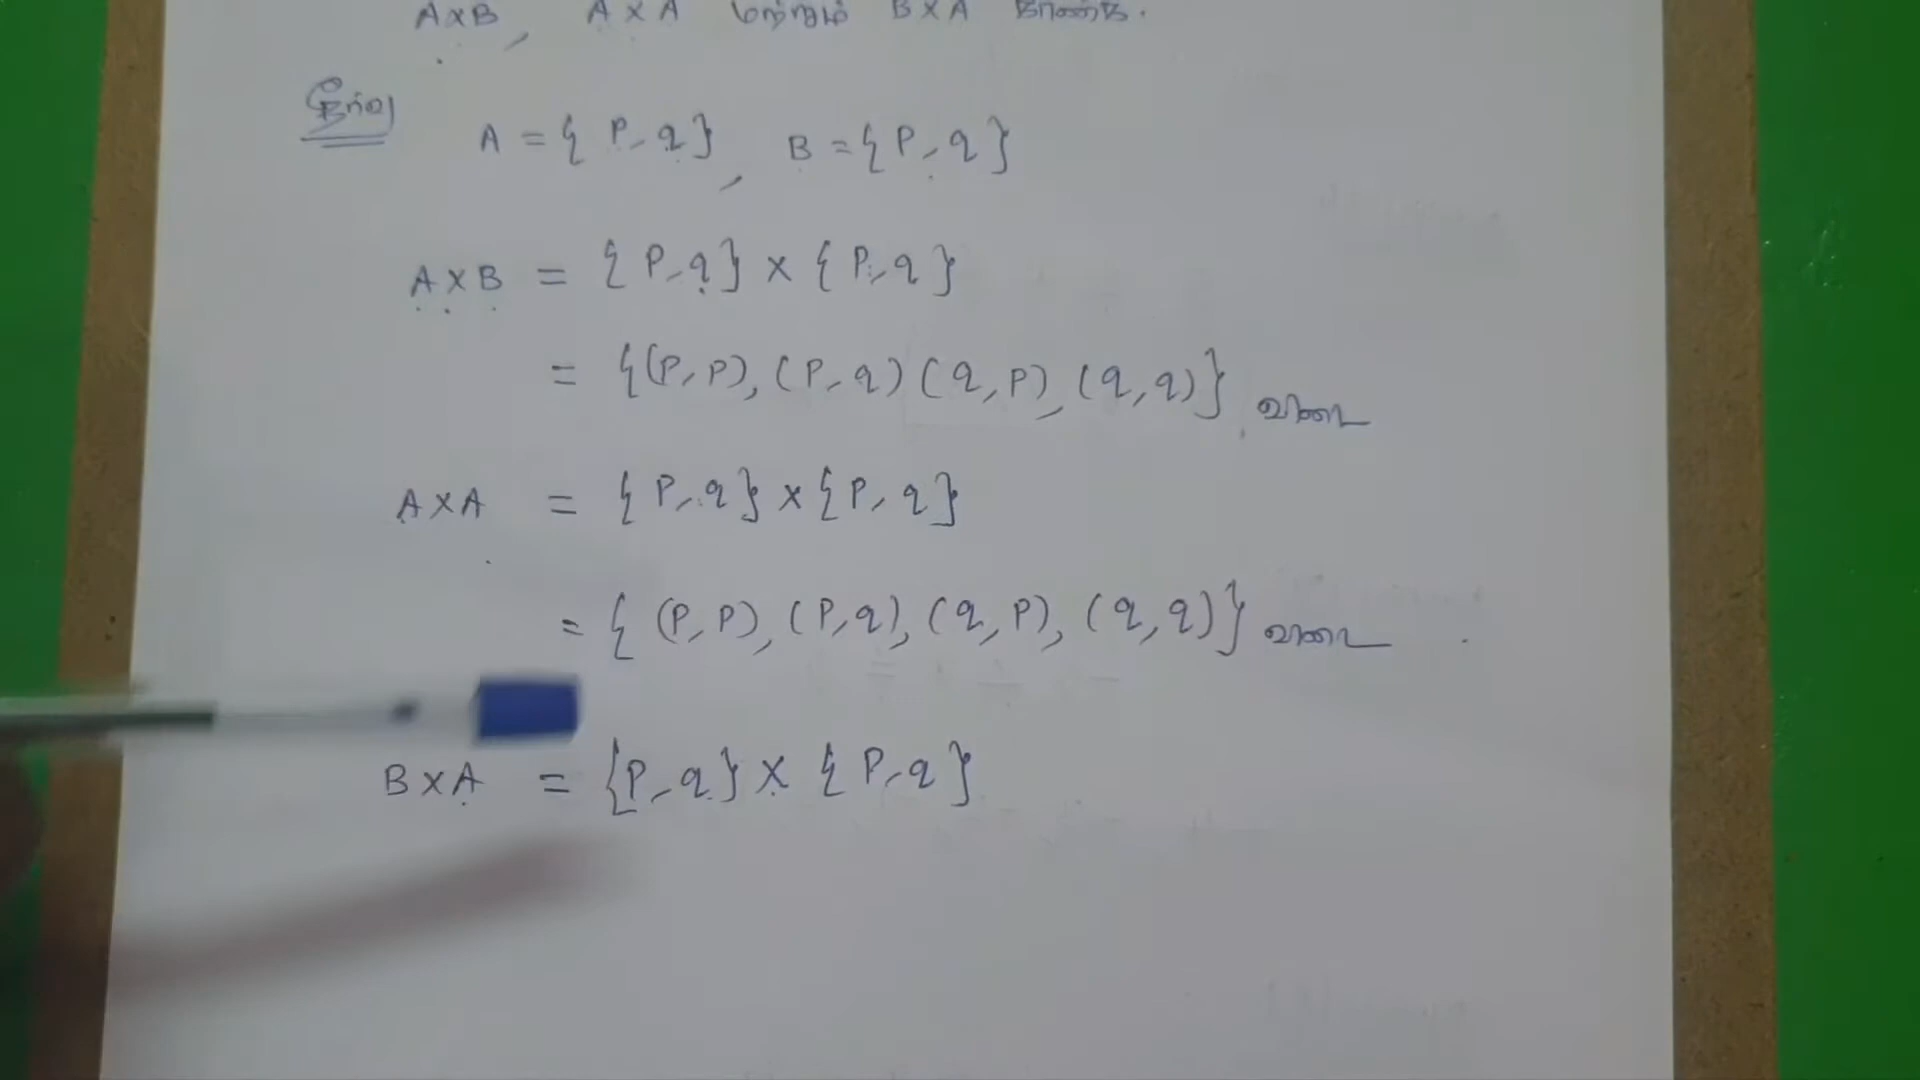 A x B, A x A மற்றும் B x A காண்க.
தீர்வு A = { P, q }, B = { P, q }
A x B = { P, q } x { P, q }
= {(P, P), (P, q) (q, P), (q, q)} விடை
A x A = { P, q } x { P, q }
= { (P, P), (P, q), (q, P), (q, q)} விடை
B x A = {P, q } x { P, q }